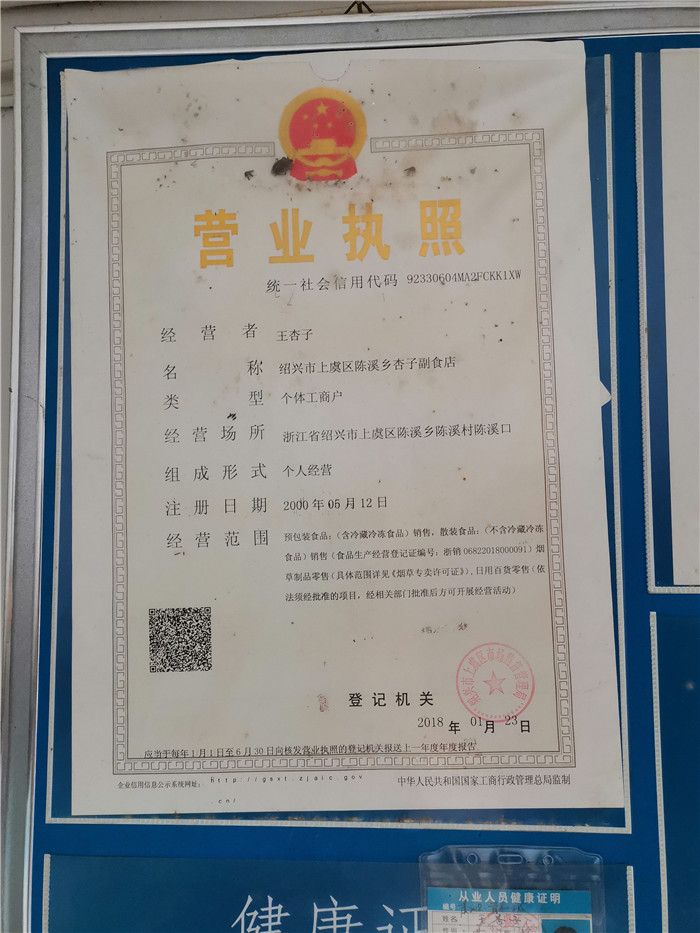 营业执照
统一社会信用代码 92330604MA2FCKK1XW
经营者 王杏子
名称 绍兴市上虞区陈溪乡杏子副食店
类型 个体工商户
经营场所 浙江省绍兴市上虞区陈溪乡陈溪村陈溪口
组成形式 个人经营
注册日期 2000年05月12日
经营范围 预包装食品:(含冷藏冷冻食品)销售,散装食品:(不含冷藏冷冻
食品)销售(食品生产经营登记证编号:浙销06822018000091)烟
草制品零售(具体范围详见《烟草专卖许可证》),日用百货零售(依
法须经批准的项目,经相关部门批准后方可开展经营活动)
登记机关
2018年01月23日
应当于每年1月1日至6月30日向核发营业执照的登记机关报送上一年度年度报告
企业信用信息公示系统网址: http://gsxt.zjaic.gov
.cn/
中华人民共和国国家工商行政管理总局监制
健康证
从业人员健康证明
编号
姓名
性别